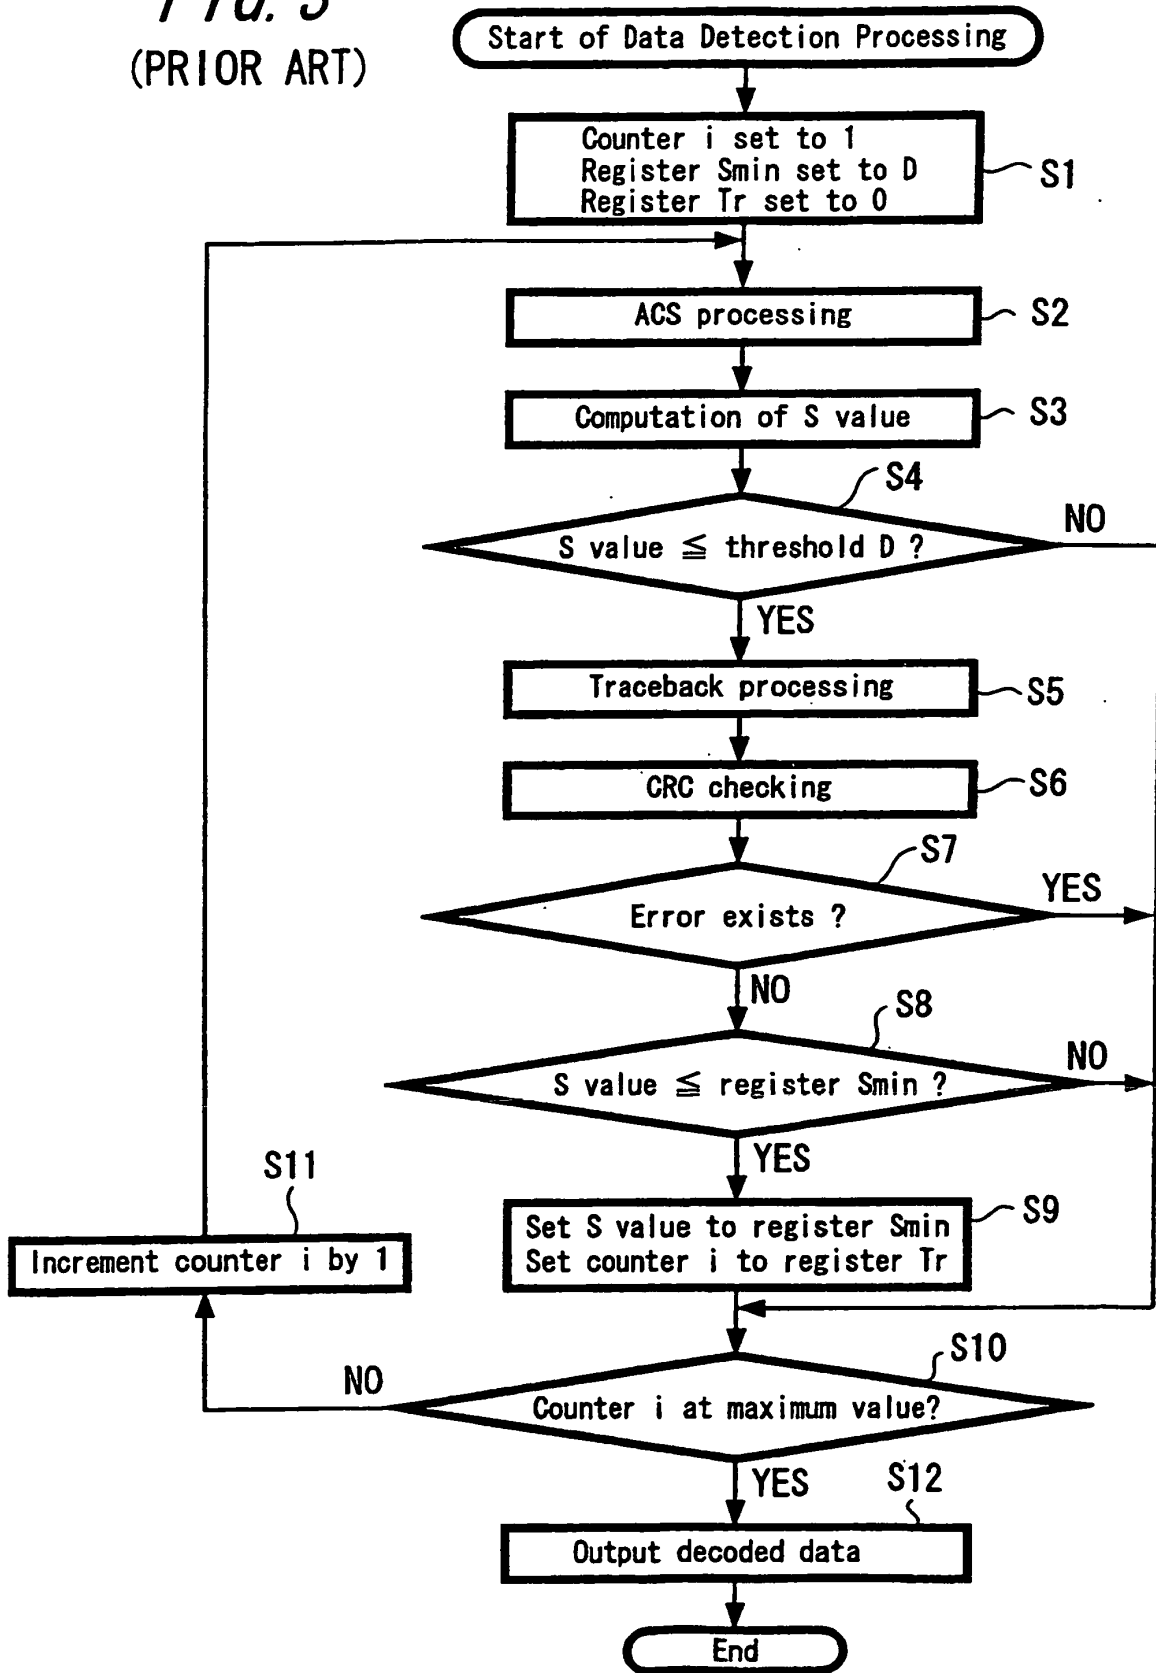 FIG. 3
(PRIOR ART)
Start of Data Detection Processing
Counter i set to 1
Register Smin set to D
Register Tr set to 0
S1
ACS processing
S2
Computation of S value
S3
S4
S value ≦ threshold D ?
NO
YES
Traceback processing
S5
CRC checking
S6
S7
Error exists ?
YES
NO
S8
S value ≦ register Smin ?
NO
YES
S11
Increment counter i by 1
Set S value to register Smin
Set counter i to register Tr
S9
S10
NO
Counter i at maximum value?
YES
S12
Output decoded data
End